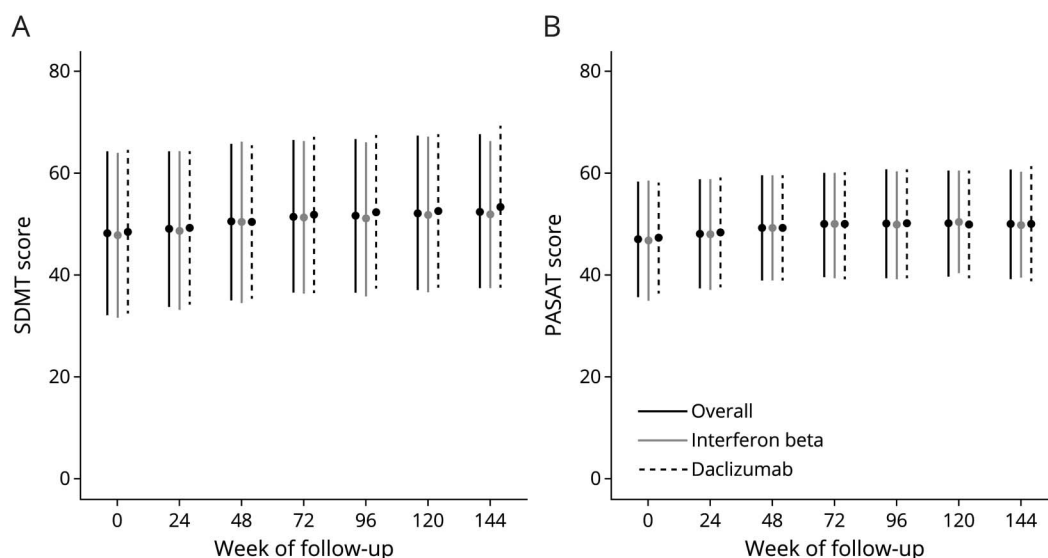 A
SDMT score
80
60
40
20
0
0 24 48 72 96 120 144
Week of follow-up
B
PASAT score
80
60
40
20
0
Overall
Interferon beta
Daclizumab
0 24 48 72 96 120 144
Week of follow-up